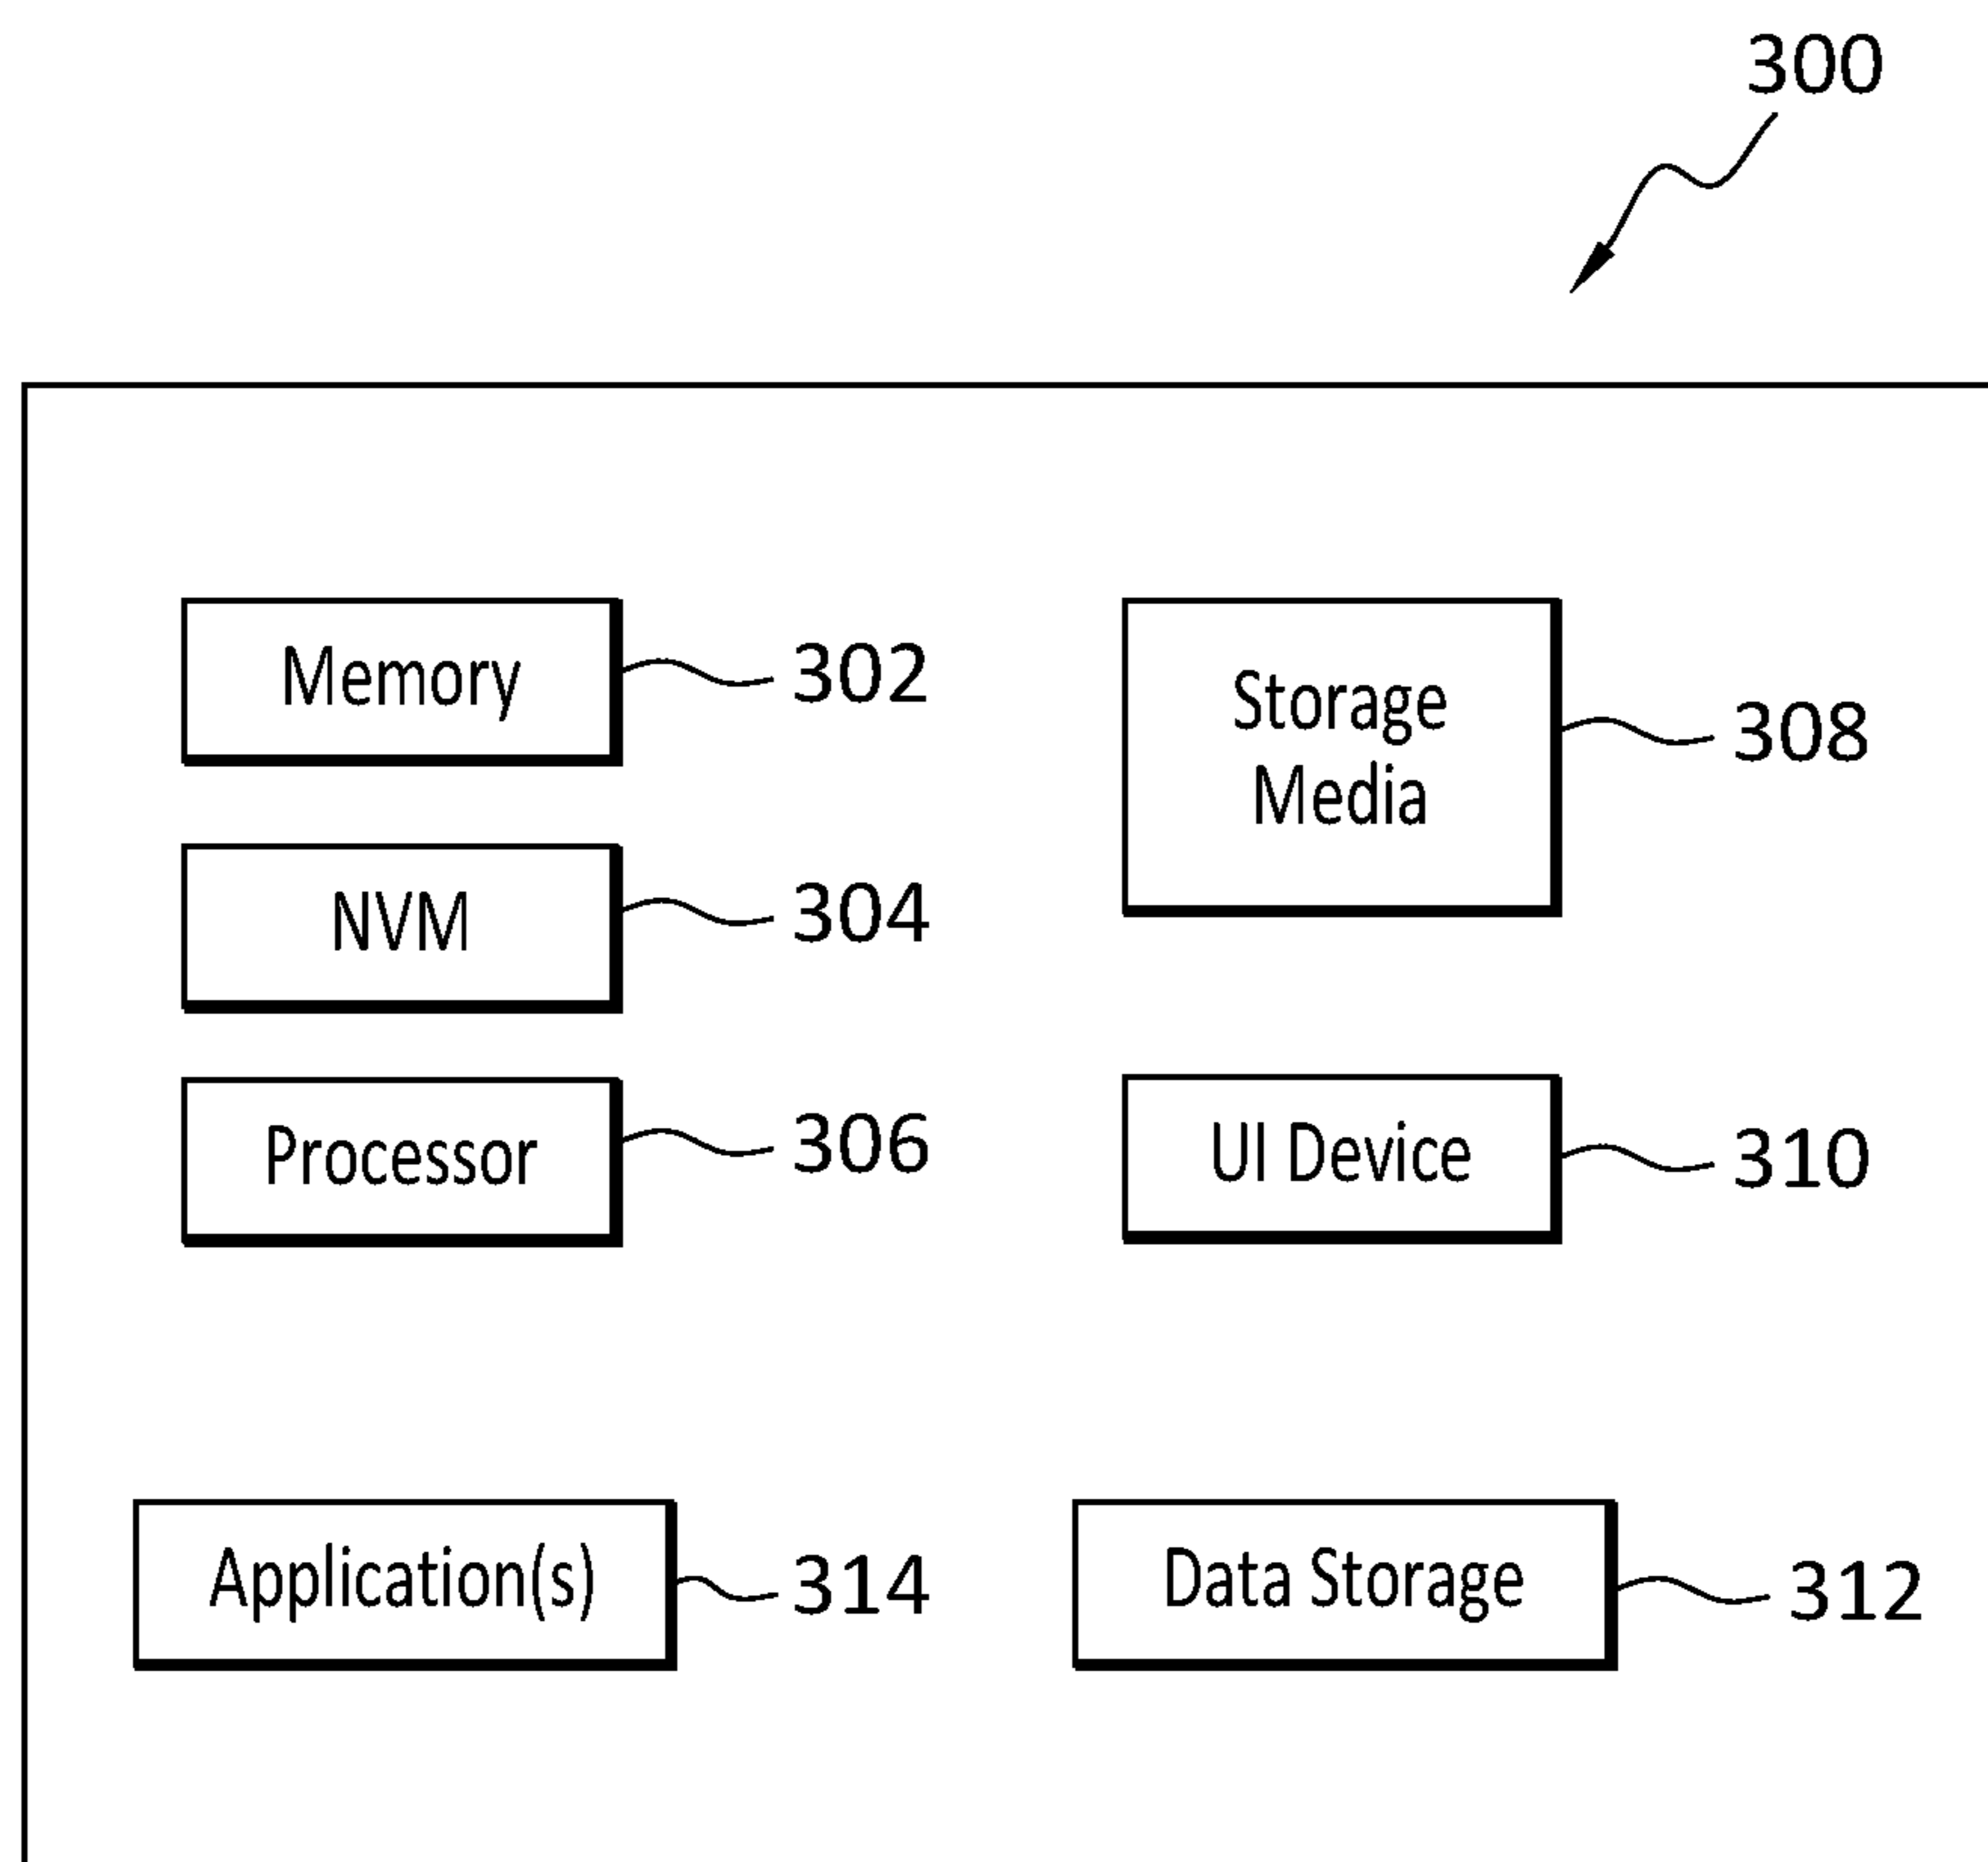 300
Memory
302
Storage
Media
308
NVM
304
Processor
306
UI Device
310
Application(s)
314
Data Storage
312